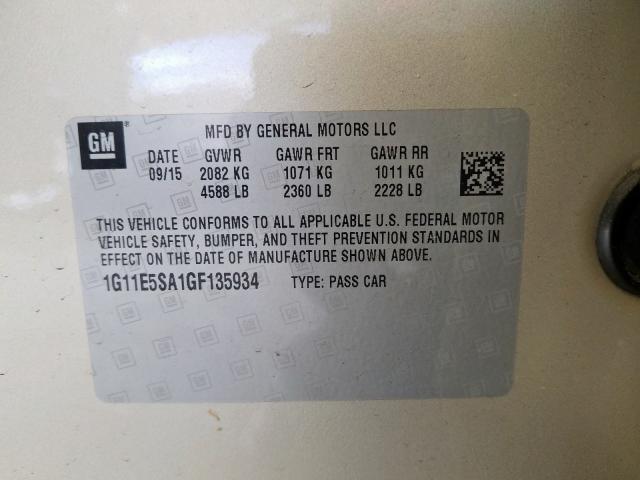 GM
MFD BY GENERAL MOTORS LLC
DATE GVWR GAWR FRT GAWR RR
09/15 2082 KG 1071 KG 1011 KG
4588 LB 2360 LB 2228 LB
THIS VEHICLE CONFORMS TO ALL APPLICABLE U.S. FEDERAL MOTOR
VEHICLE SAFETY, BUMPER, AND THEFT PREVENTION STANDARDS IN
EFFECT ON THE DATE OF MANUFACTURE SHOWN ABOVE.
1G11E5SA1GF135934 TYPE: PASS CAR